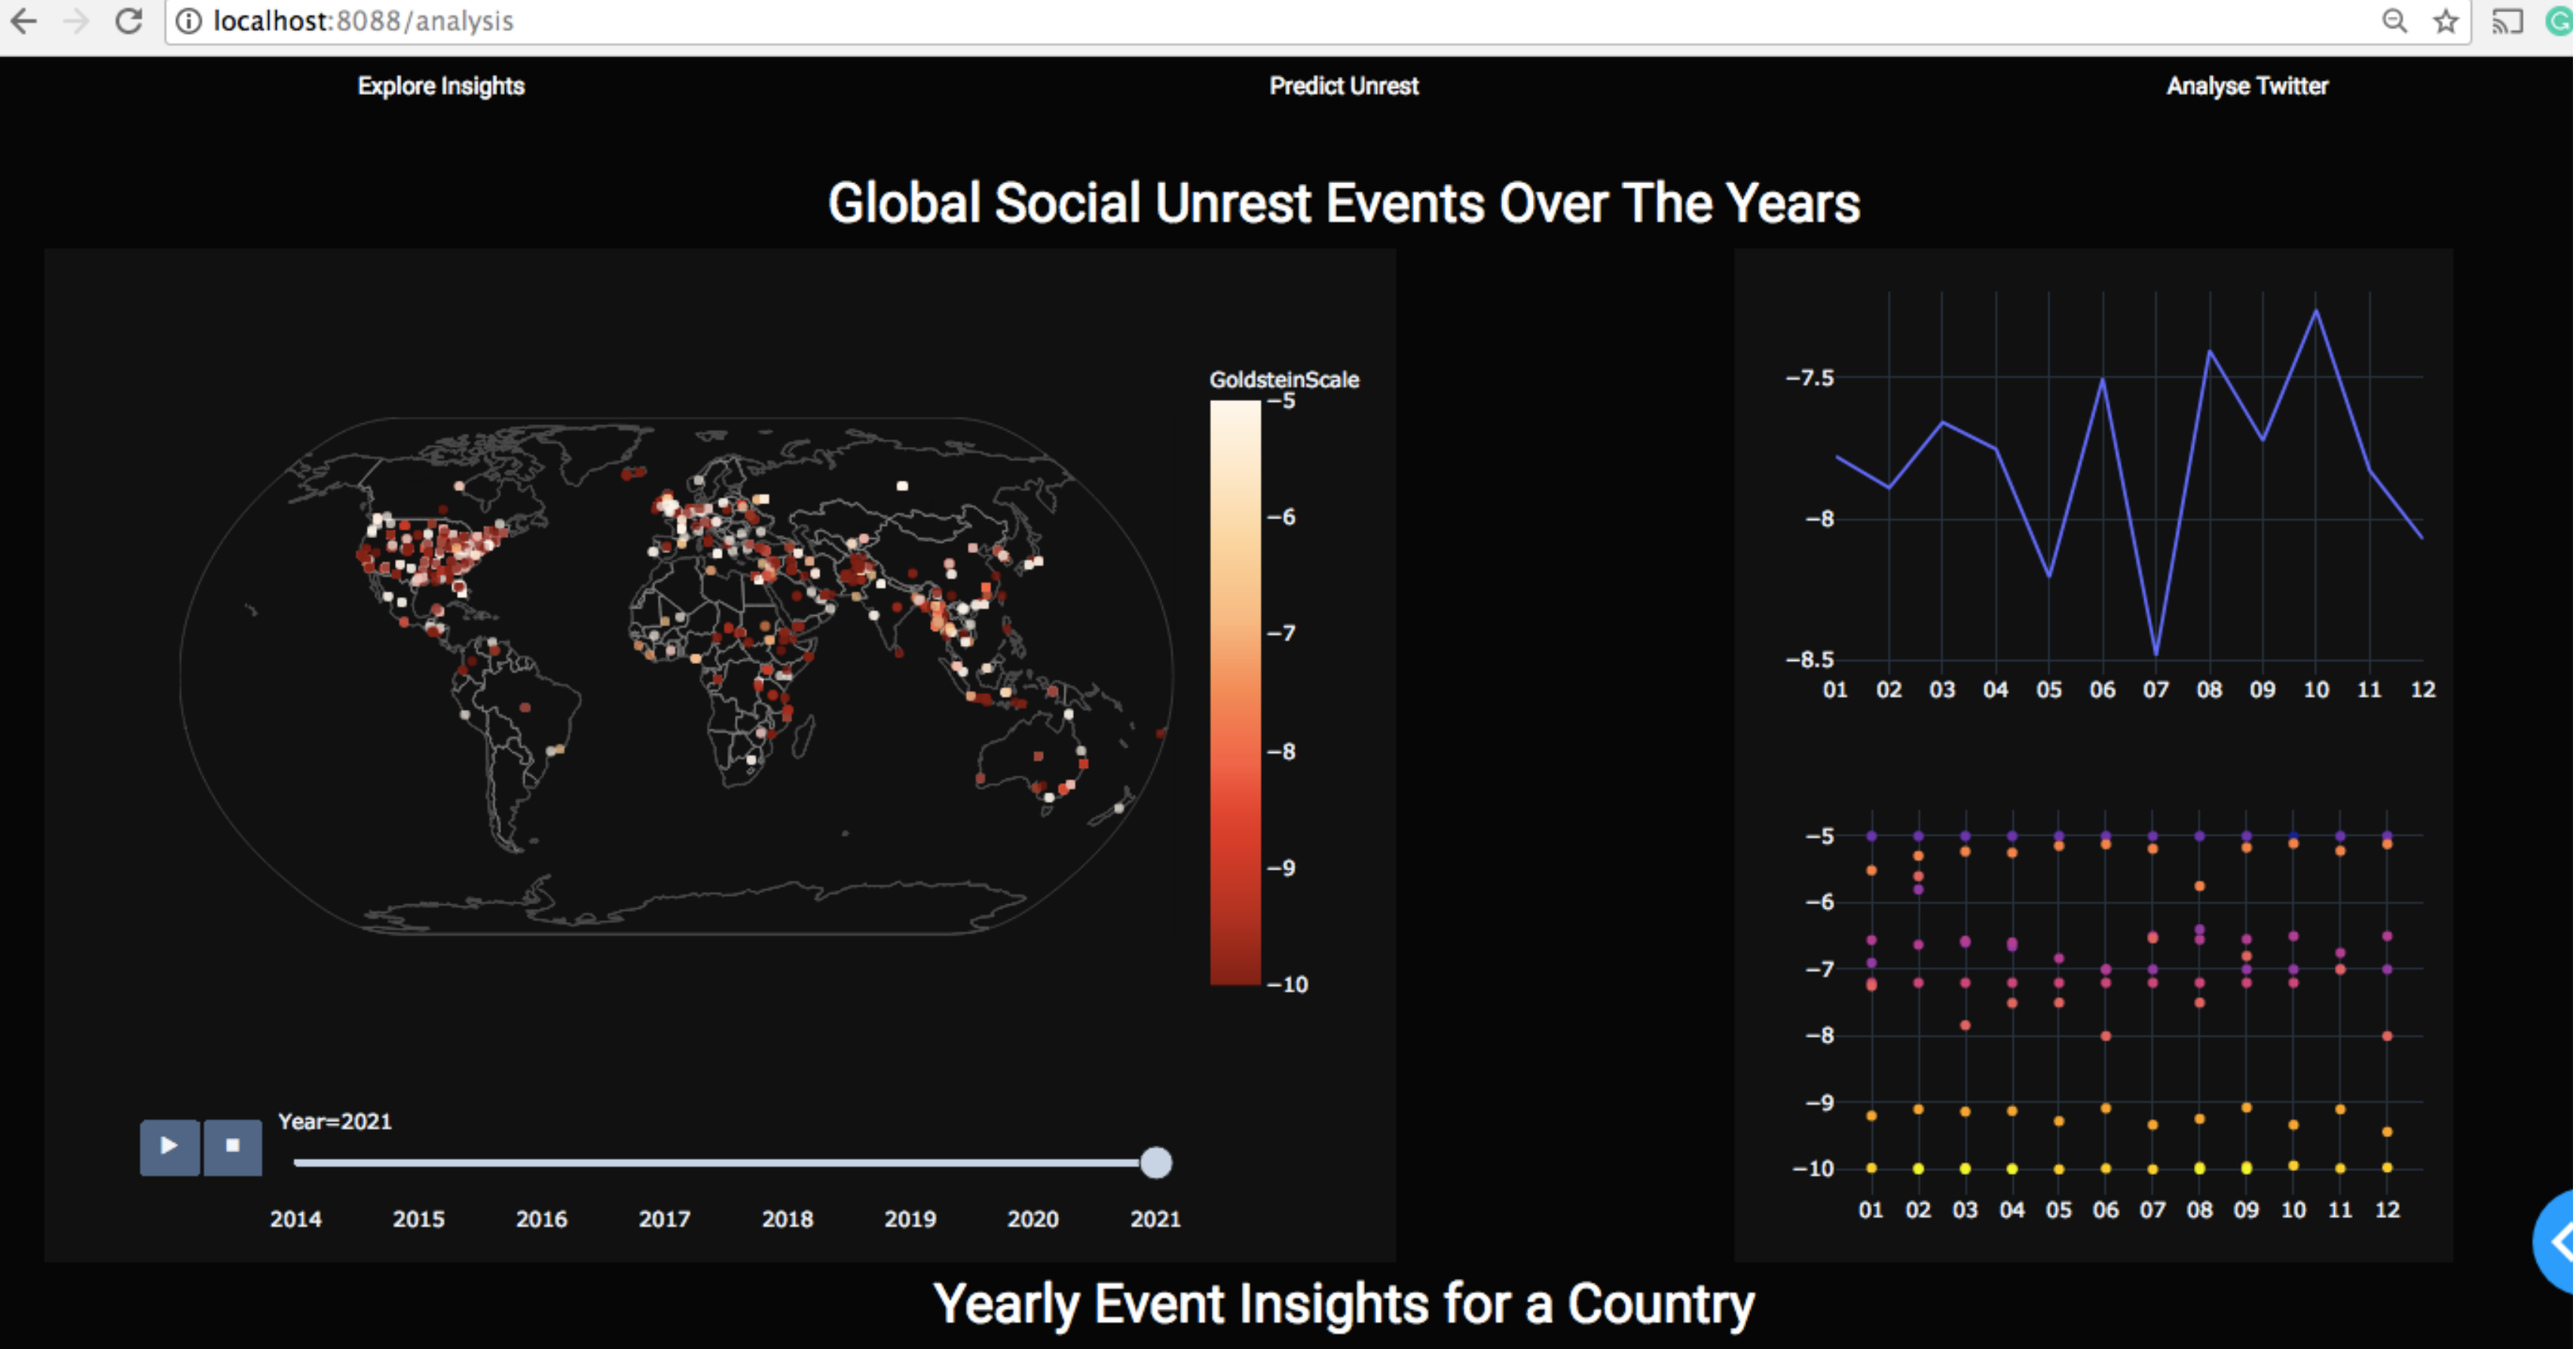 localhost:8088/analysis
Explore Insights
Predict Unrest
Analyse Twitter
Global Social Unrest Events Over The Years
GoldsteinScale
−5
−6
−7
−8
−9
−10
Year=2021
2014 2015 2016 2017 2018 2019 2020 2021
−7.5
−8
−8.5
01 02 03 04 05 06 07 08 09 10 11 12
−5
−6
−7
−8
−9
−10
01 02 03 04 05 06 07 08 09 10 11 12
Yearly Event Insights for a Country